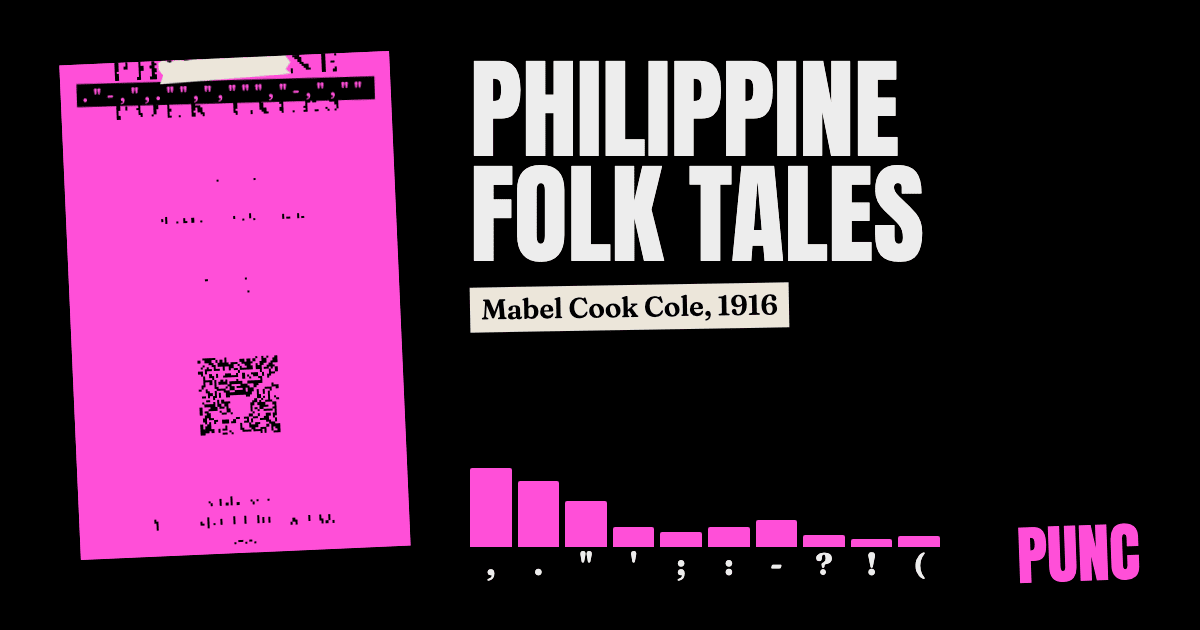 ."-,",."",",""","-,",""
PHILIPPINE
FOLK TALES
Mabel Cook Cole, 1916
, . " ' ; : - ? ! (
PUNC